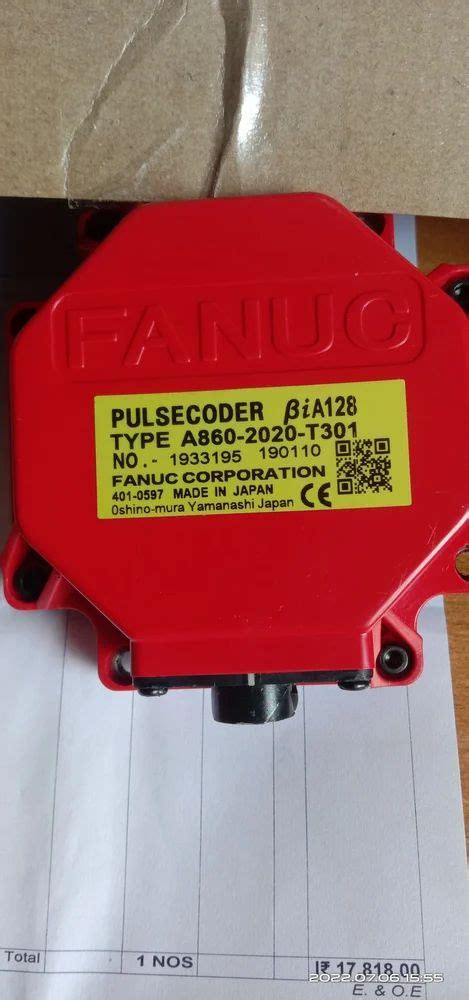 FANUC
PULSECODER βiA128
TYPE A860-2020-T301
NO.- 1933195 190110
FANUC CORPORATION
401-0597 MADE IN JAPAN
Oshino-mura Yamanashi Japan CE
Total 1 NOS I₹ 17,818.00
2022.07.06 15:55
E. & O.E